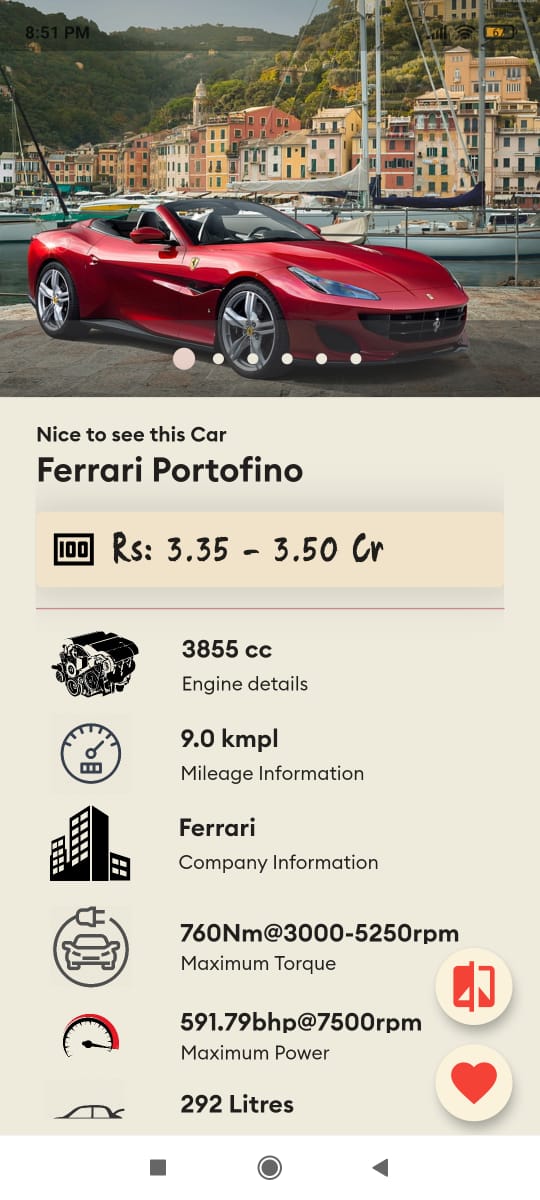 8:51 PM
67
Nice to see this Car
Ferrari Portofino
100
Rs: 3.35 - 3.50 Cr
3855 cc
Engine details
9.0 kmpl
Mileage Information
Ferrari
Company Information
760Nm@3000-5250rpm
Maximum Torque
591.79bhp@7500rpm
Maximum Power
292 Litres